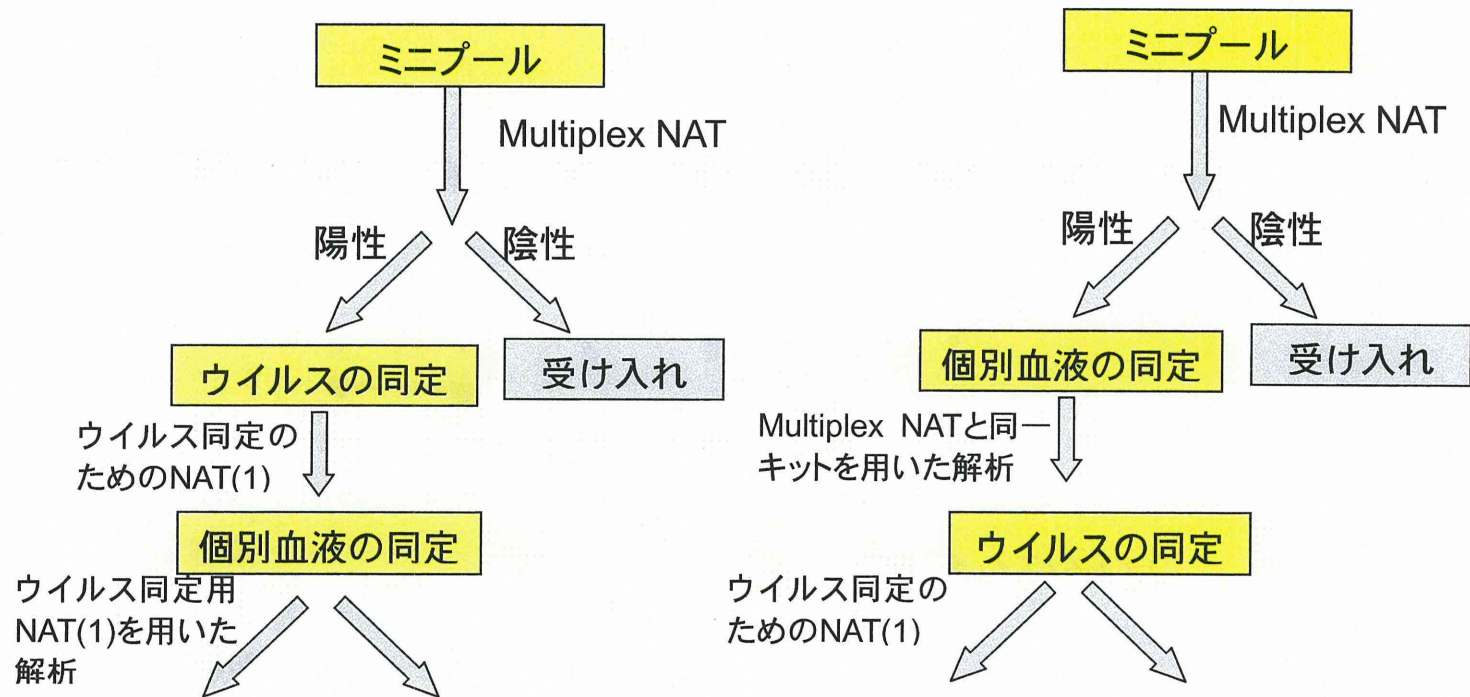 ミニプール
Multiplex NAT
陽性
陰性
ウイルスの同定
受け入れ
ウイルス同定の
ためのNAT(1)
個別血液の同定
ウイルス同定用
NAT(1)を用いた
解析
ミニプール
Multiplex NAT
陽性
陰性
個別血液の同定
受け入れ
Multiplex NATと同一
キットを用いた解析
ウイルスの同定
ウイルス同定の
ためのNAT(1)